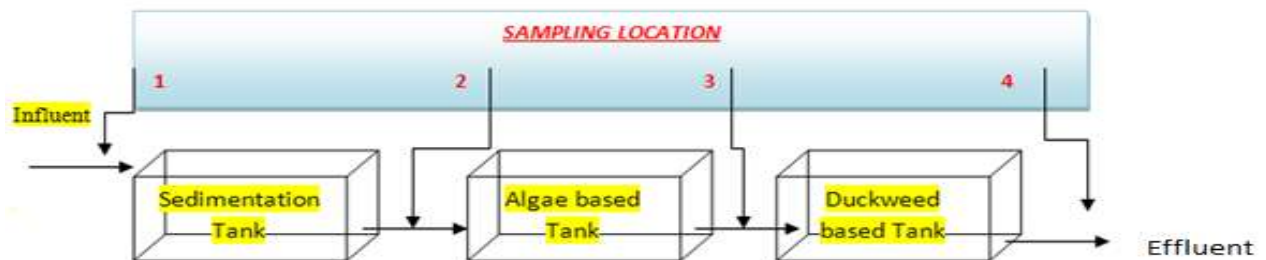 SAMPLING LOCATION
1 2 3 4
Influent
Sedimentation
Tank
Algae based
Tank
Duckweed
based Tank
Effluent